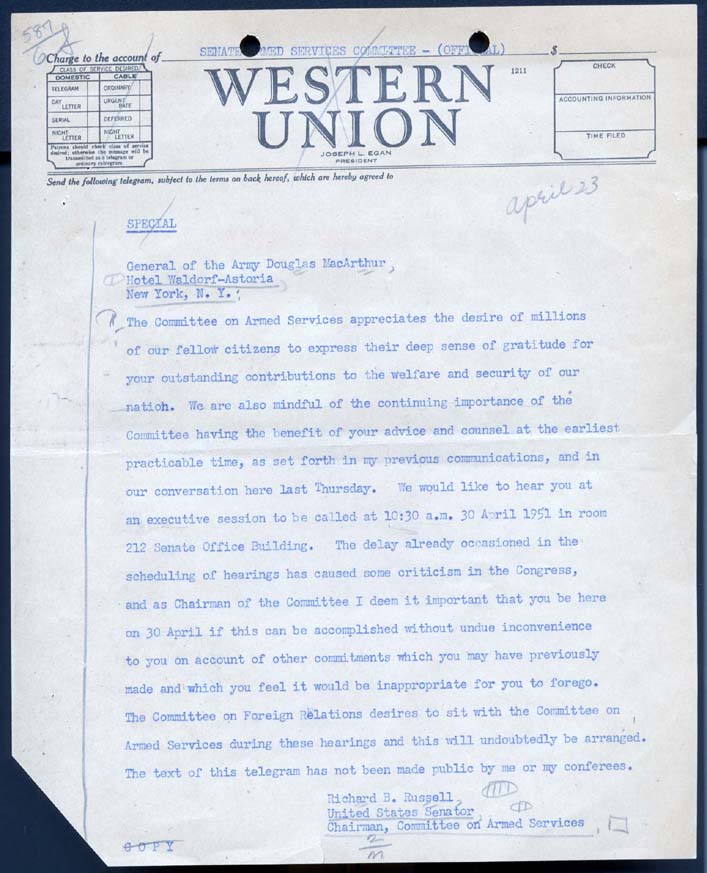 587
Charge to the account of SENATE ARMED SERVICES COMMITTEE - (OFFICIAL) $
CLASS OF SERVICE DESIRED
DOMESTIC CABLE
TELEGRAM ORDINARY
DAY LETTER URGENT RATE
SERIAL DEFERRED
NIGHT LETTER NIGHT LETTER
Patrons should check class of service
desired; otherwise the message will be
transmitted as a telegram or
ordinary cablegram.
WESTERN
UNION
1211
JOSEPH L. EGAN
PRESIDENT
CHECK
ACCOUNTING INFORMATION
TIME FILED
Send the following telegram, subject to the terms on back hereof, which are hereby agreed to
april 23
SPECIAL
General of the Army Douglas MacArthur,
Hotel Waldorf-Astoria
New York, N. Y.
The Committee on Armed Services appreciates the desire of millions
of our fellow citizens to express their deep sense of gratitude for
your outstanding contributions to the welfare and security of our
nation. We are also mindful of the continuing importance of the
Committee having the benefit of your advice and counsel at the earliest
practicable time, as set forth in my previous communications, and in
our conversation here last Thursday. We would like to hear you at
an executive session to be called at 10:30 a.m. 30 April 1951 in room
212 Senate Office Building. The delay already occasioned in the
scheduling of hearings has caused some criticism in the Congress,
and as Chairman of the Committee I deem it important that you be here
on 30 April if this can be accomplished without undue inconvenience
to you on account of other commitments which you may have previously
made and which you feel it would be inappropriate for you to forego.
The Committee on Foreign Relations desires to sit with the Committee on
Armed Services during these hearings and this will undoubtedly be arranged.
The text of this telegram has not been made public by me or my conferees.
Richard B. Russell,
United States Senator,
Chairman, Committee on Armed Services
2
m
COPY